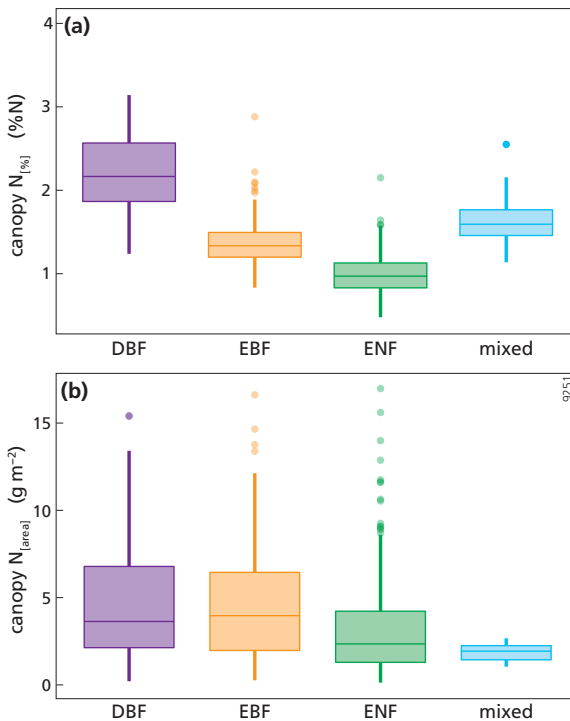 (a)
canopy N[%] (%N)
4
3
2
1
DBF EBF ENF mixed
(b)
9251
canopy N[area] (g m⁻²)
15
10
5
0
DBF EBF ENF mixed